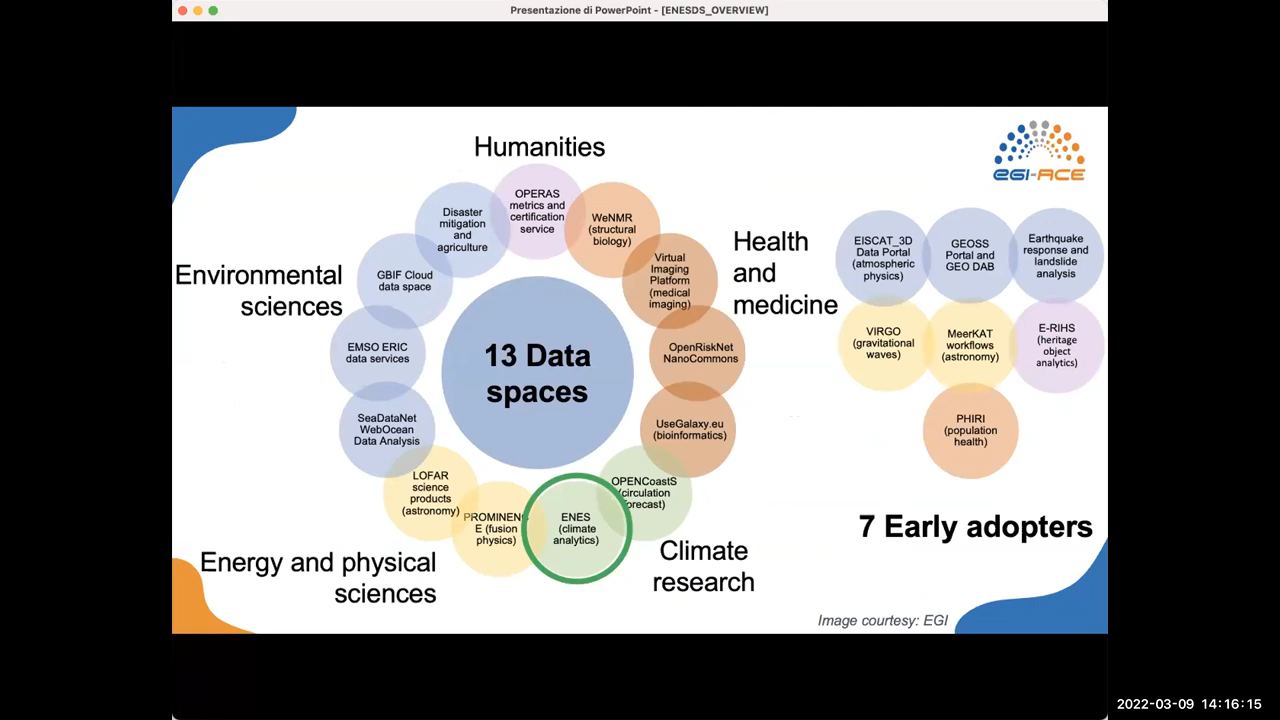 Presentazione di PowerPoint - [ENESDS_OVERVIEW]
Humanities
EGI-ACE
OPERAS
metrics and
certification
service
Disaster
mitigation
and
agriculture
WeNMR
(structural
biology)
GBIF Cloud
data space
Virtual
Imaging
Platform
(medical
imaging)
Environmental
sciences
Health
and
medicine
EMSO ERIC
data services
OpenRiskNet
NanoCommons
13 Data
spaces
SeaDataNet
WebOcean
Data Analysis
UseGalaxy.eu
(bioinformatics)
LOFAR
science
products
(astronomy)
PROMINENC
E (fusion
physics)
ENES
(climate
analytics)
OPENCoastS
(circulation
forecast)
Energy and physical
sciences
Climate
research
EISCAT_3D
Data Portal
(atmospheric
physics)
GEOSS
Portal and
GEO DAB
Earthquake
response and
landslide
analysis
VIRGO
(gravitational
waves)
MeerKAT
workflows
(astronomy)
E-RIHS
(heritage
object
analytics)
PHIRI
(population
health)
7 Early adopters
Image courtesy: EGI
2022-03-09 14:16:15